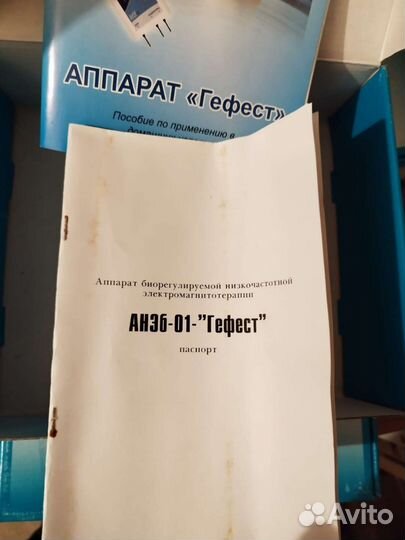 АППАРАТ «Гефест»
Пособие по применению в
Аппарат биорегулируемой низкочастотной
электромагнитотерапии
АНЭб-01-"Гефест"
паспорт
Avito